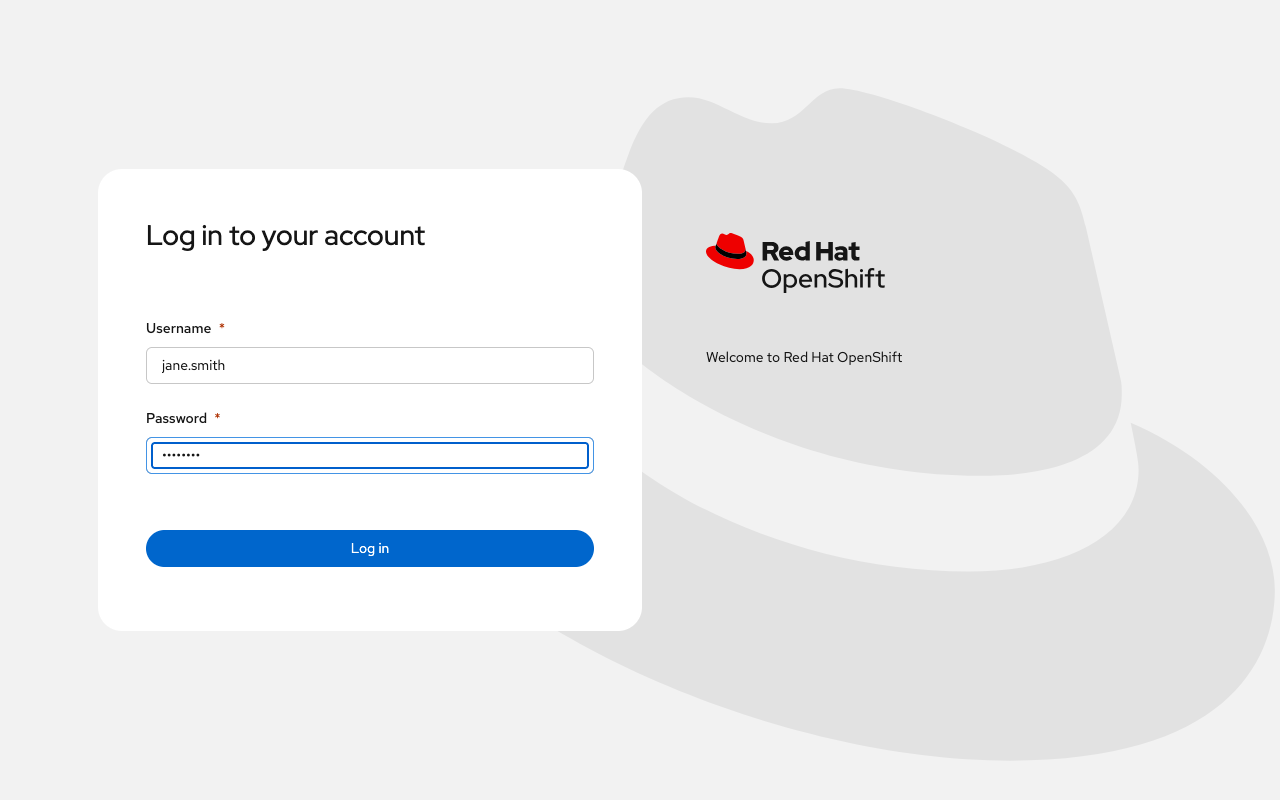 Log in to your account
Username *
jane.smith
Password *
••••••••
Log in
Red Hat
OpenShift
Welcome to Red Hat OpenShift